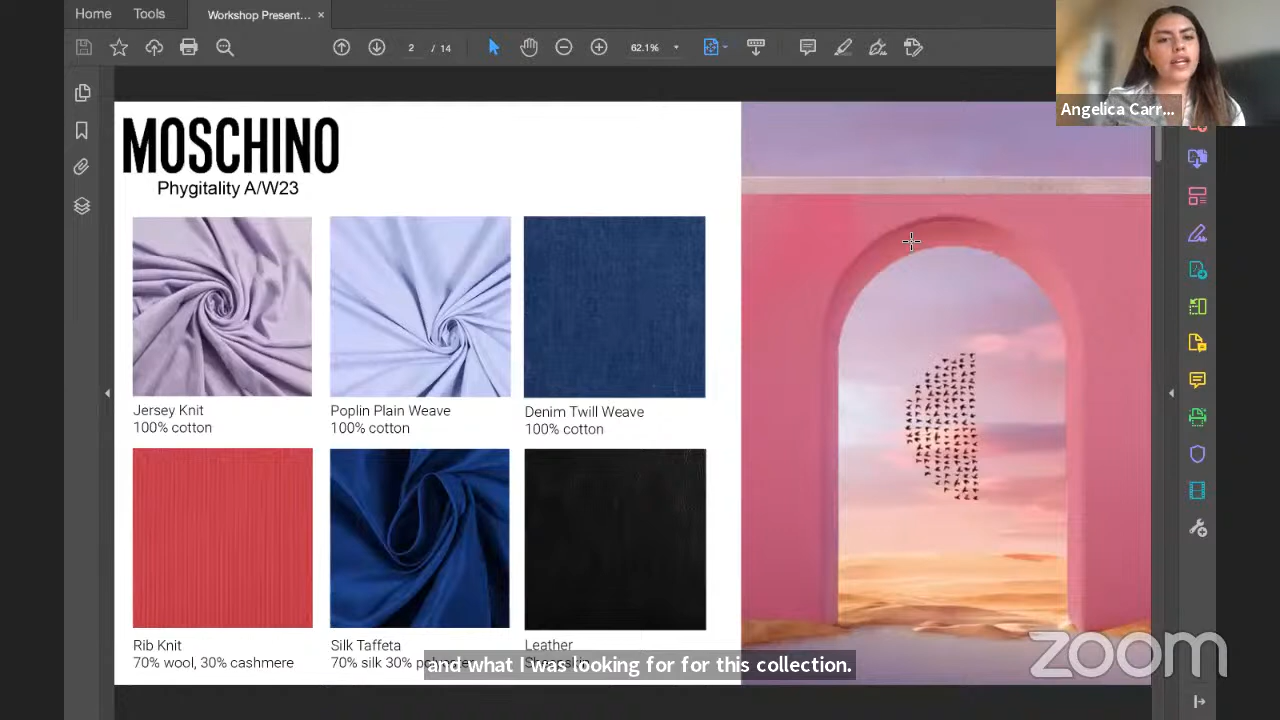 Home Tools Workshop Present... ×
2 / 14 62.1%
Angelica Carr...
MOSCHINO
Phygitality A/W23
Jersey Knit
100% cotton
Poplin Plain Weave
100% cotton
Denim Twill Weave
100% cotton
Rib Knit
70% wool, 30% cashmere
Silk Taffeta
70% silk 30%
Leather
and what I was looking for for this collection.
zoom